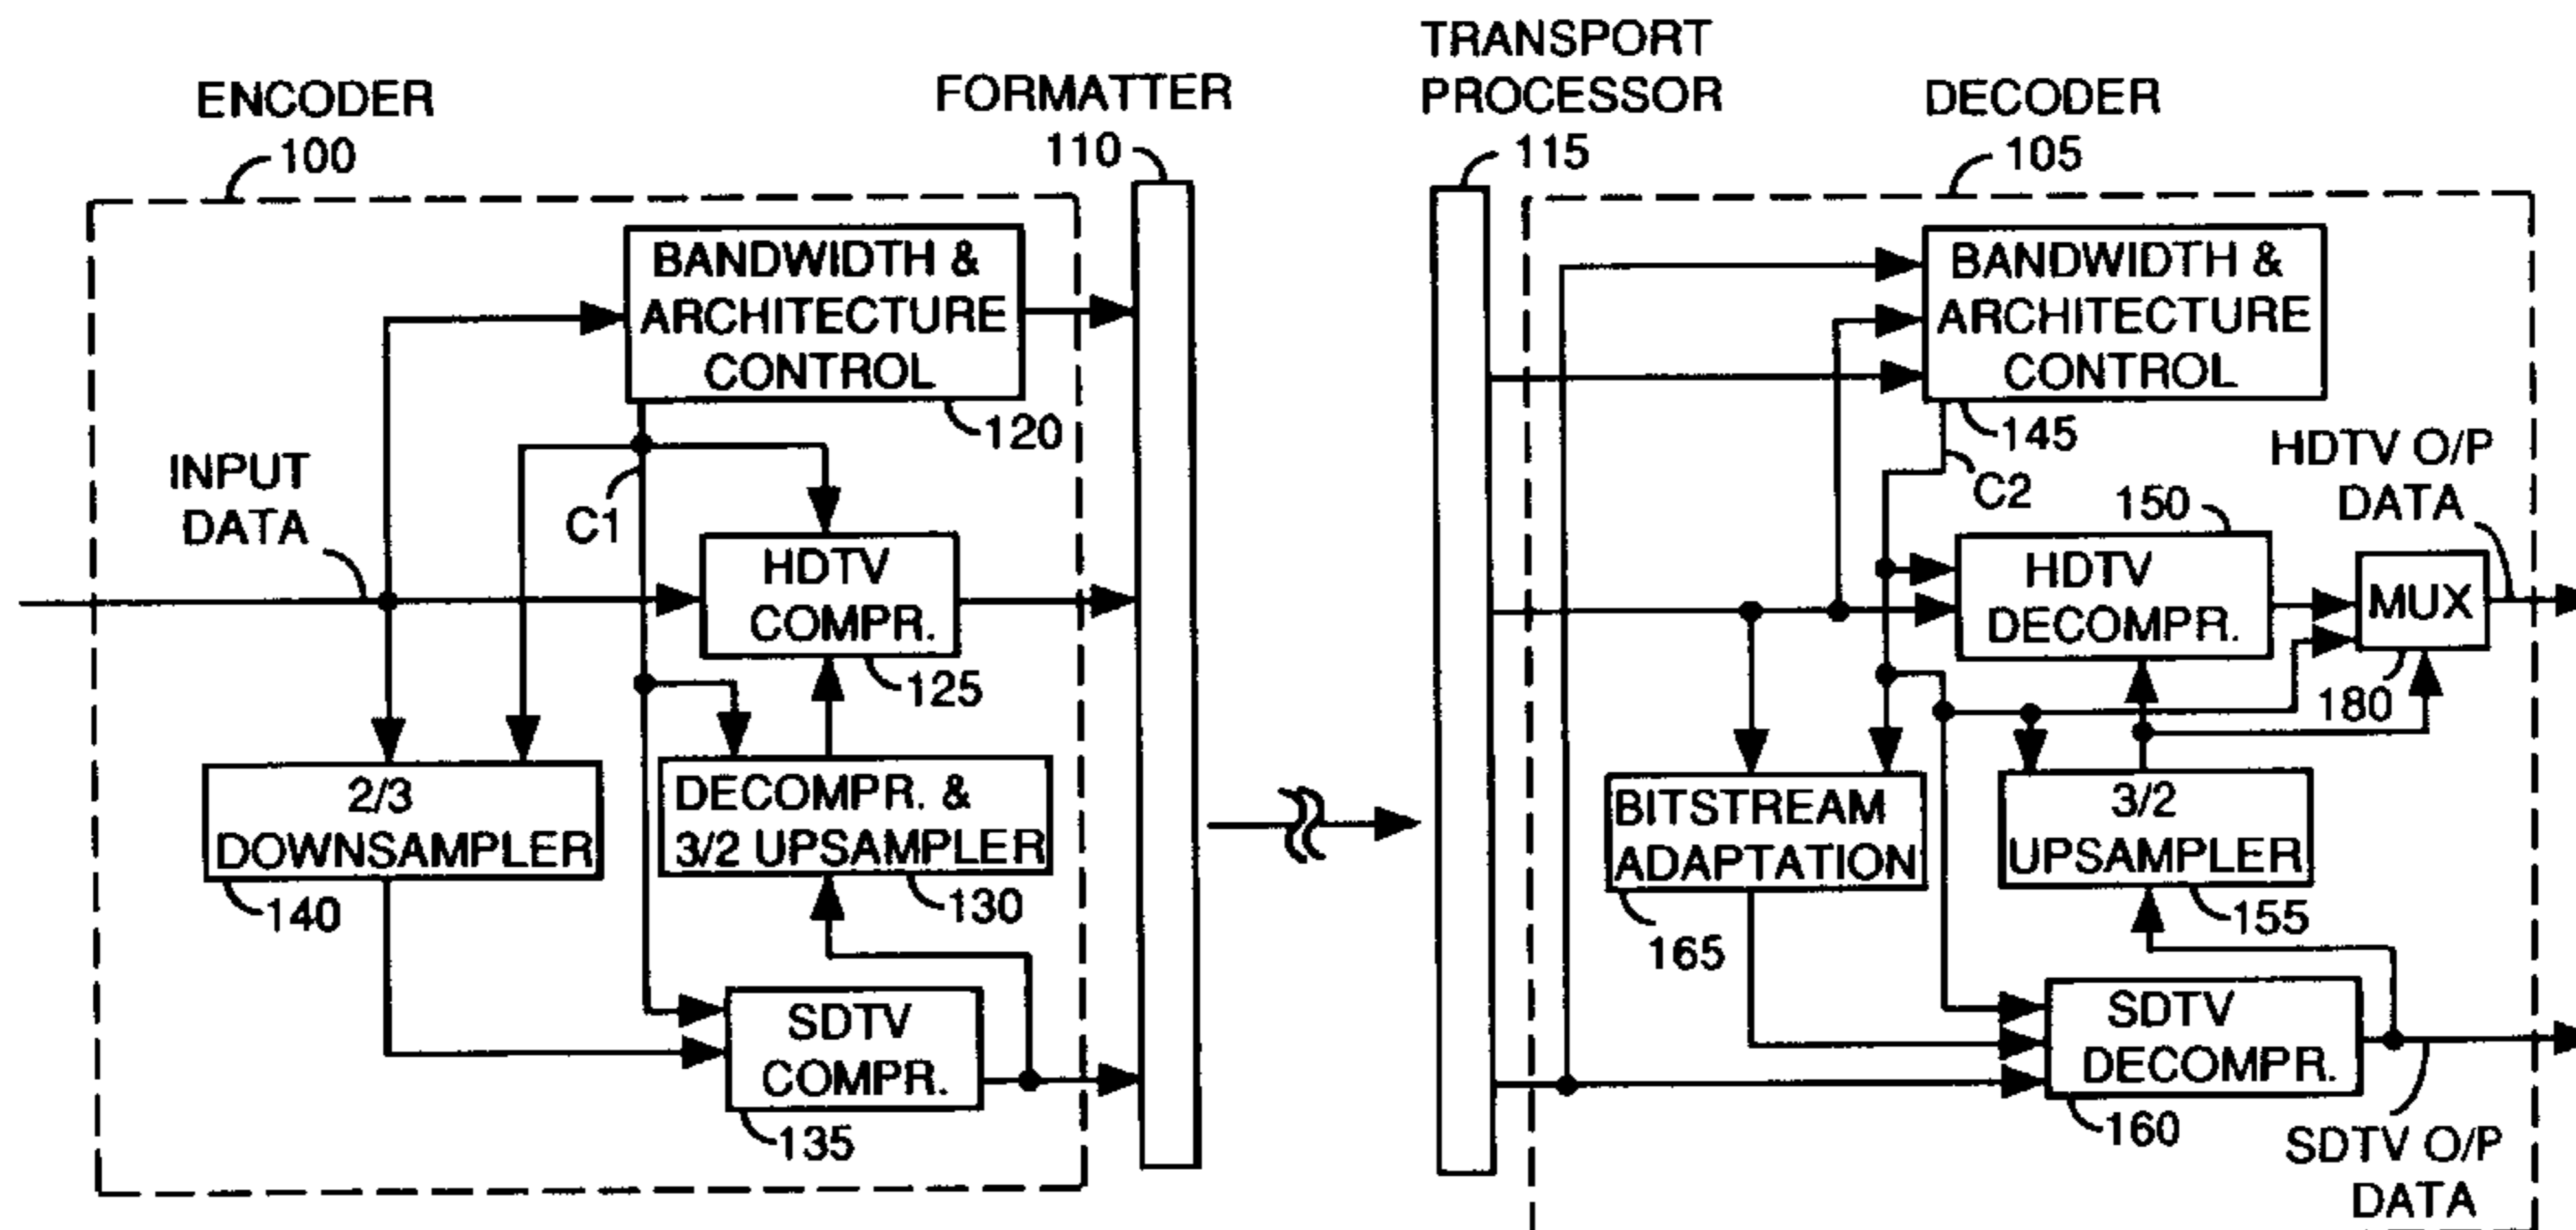 ENCODER
100
FORMATTER
110
TRANSPORT
PROCESSOR
115
DECODER
105
BANDWIDTH &
ARCHITECTURE
CONTROL
120
INPUT
DATA
C1
HDTV
COMPR.
125
2/3
DOWNSAMPLER
140
DECOMPR. &
3/2 UPSAMPLER
130
SDTV
COMPR.
135
BANDWIDTH &
ARCHITECTURE
CONTROL
145
C2
HDTV O/P
DATA
150
HDTV
DECOMPR.
MUX
180
BITSTREAM
ADAPTATION
165
3/2
UPSAMPLER
155
SDTV
DECOMPR.
160
SDTV O/P
DATA